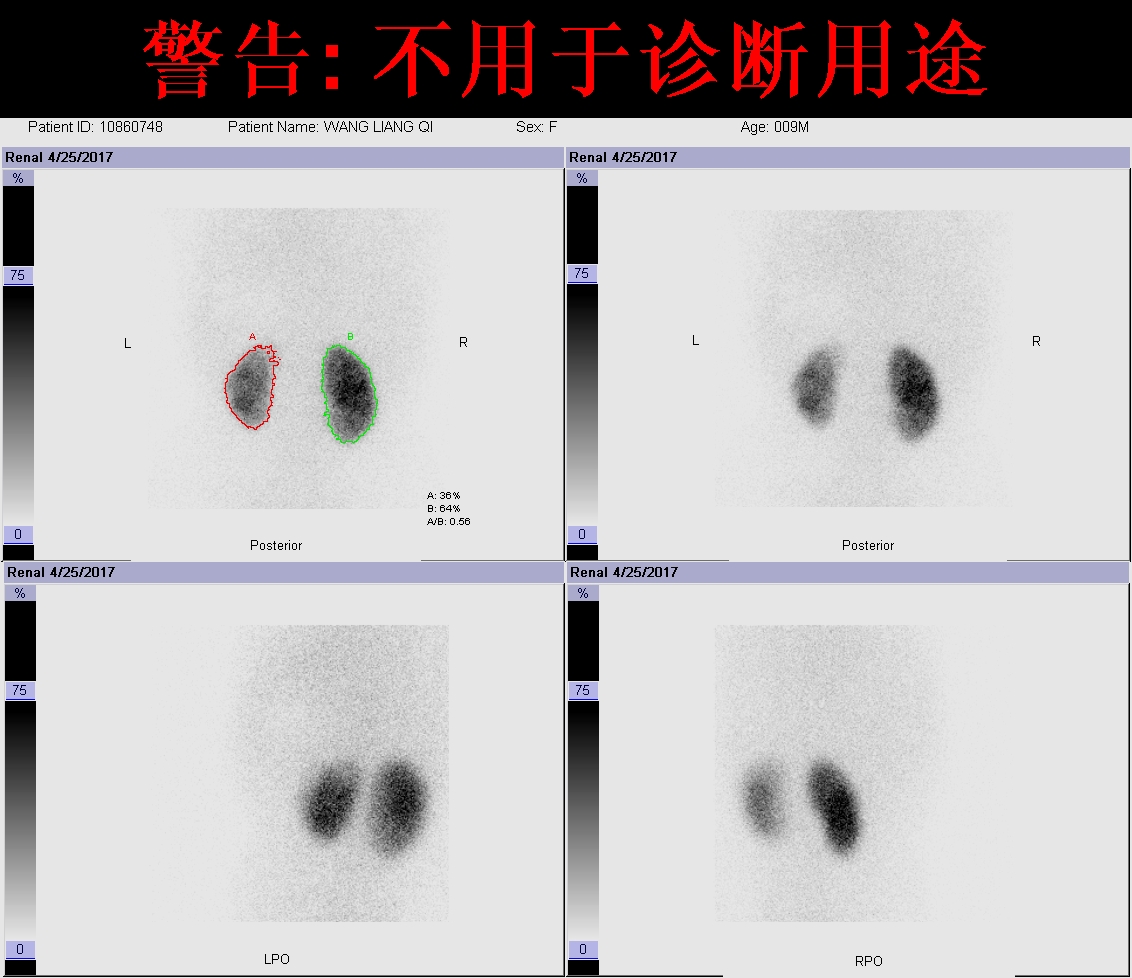 警告: 不用于诊断用途
Patient ID: 10860748 Patient Name: WANG LIANG QI Sex: F Age: 009M
Renal 4/25/2017
%
75
0
L
R
A
B
A: 36%
B: 64%
A/B: 0.56
Posterior
Renal 4/25/2017
%
75
0
L
R
Posterior
Renal 4/25/2017
%
75
0
LPO
Renal 4/25/2017
%
75
0
RPO